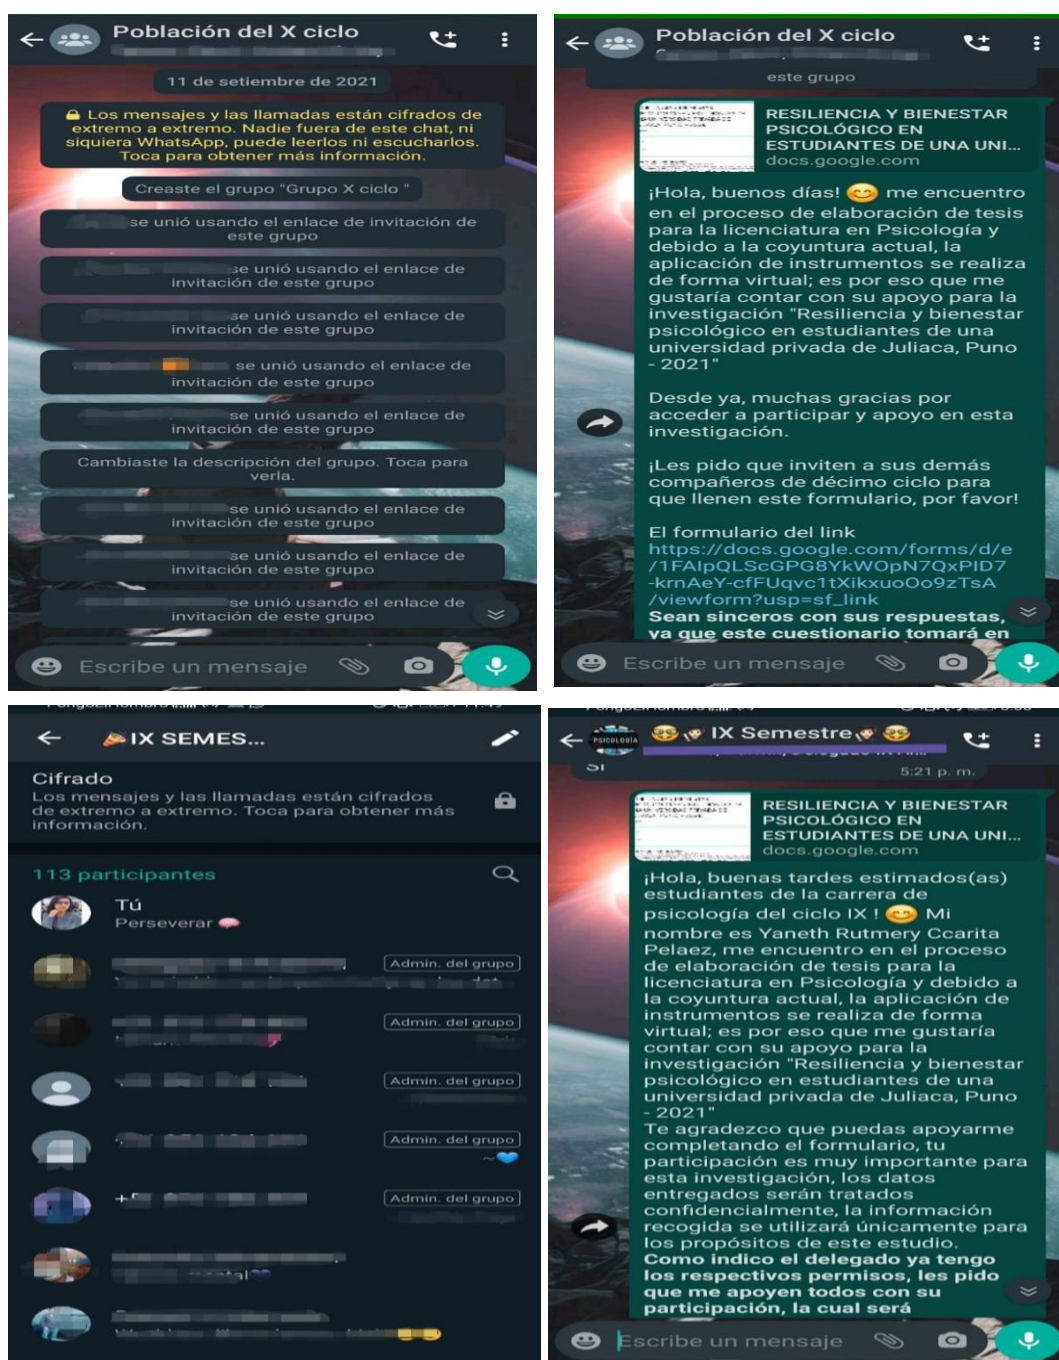 Población del X ciclo
11 de setiembre de 2021
Los mensajes y las llamadas están cifrados de
extremo a extremo. Nadie fuera de este chat, ni
siquiera WhatsApp, puede leerlos ni escucharlos.
Toca para obtener más información.
Creaste el grupo "Grupo X ciclo "
se unió usando el enlace de invitación de
este grupo
se unió usando el enlace de
invitación de este grupo
se unió usando el enlace de
invitación de este grupo
se unió usando el enlace de
invitación de este grupo
se unió usando el enlace de
invitación de este grupo
Cambiaste la descripción del grupo. Toca para
verla.
se unió usando el enlace de
invitación de este grupo
se unió usando el enlace de
invitación de este grupo
se unió usando el enlace de
invitación de este grupo
Escribe un mensaje
Población del X ciclo
este grupo
RESILIENCIA Y BIENESTAR
PSICOLÓGICO EN
ESTUDIANTES DE UNA UNI...
docs.google.com
¡Hola, buenos días! 😊 me encuentro
en el proceso de elaboración de tesis
para la licenciatura en Psicología y
debido a la coyuntura actual, la
aplicación de instrumentos se realiza
de forma virtual; es por eso que me
gustaría contar con su apoyo para la
investigación "Resiliencia y bienestar
psicológico en estudiantes de una
universidad privada de Juliaca, Puno
- 2021"
Desde ya, muchas gracias por
acceder a participar y apoyo en esta
investigación.
¡Les pido que inviten a sus demás
compañeros de décimo ciclo para
que llenen este formulario, por favor!
El formulario del link
https://docs.google.com/forms/d/e
/1FAIpQLScGPG8YkWOpN7QxPID7
-krnAeY-cfFUqvc1tXikxuoOo9zTsA
/viewform?usp=sf_link
Sean sinceros con sus respuestas,
ya que este cuestionario tomará en
Escribe un mensaje
🎉IX SEMES...
Cifrado
Los mensajes y las llamadas están cifrados
de extremo a extremo. Toca para obtener más
información.
113 participantes
Tú
Perseverar 🧠
Admin. del grupo
Admin. del grupo
Admin. del grupo
Admin. del grupo
~💙
Admin. del grupo
PSICOLOGÍA
IX Semestre
SI
5:21 p. m.
RESILIENCIA Y BIENESTAR
PSICOLÓGICO EN
ESTUDIANTES DE UNA UNI...
docs.google.com
¡Hola, buenas tardes estimados(as)
estudiantes de la carrera de
psicología del ciclo IX ! 😊 Mi
nombre es Yaneth Rutmery Ccarita
Pelaez, me encuentro en el proceso
de elaboración de tesis para la
licenciatura en Psicología y debido a
la coyuntura actual, la aplicación de
instrumentos se realiza de forma
virtual; es por eso que me gustaría
contar con su apoyo para la
investigación "Resiliencia y bienestar
psicológico en estudiantes de una
universidad privada de Juliaca, Puno
- 2021"
Te agradezco que puedas apoyarme
completando el formulario, tu
participación es muy importante para
esta investigación, los datos
entregados serán tratados
confidencialmente, la información
recogida se utilizará únicamente para
los propósitos de este estudio.
Como indico el delegado ya tengo
los respectivos permisos, les pido
que me apoyen todos con su
participación, la cual será
Escribe un mensaje